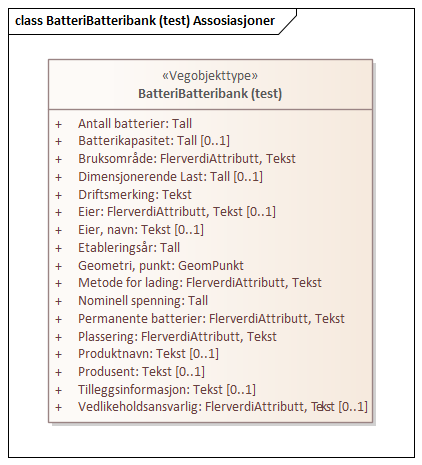 class BatteriBatteribank (test) Assosiasjoner
«Vegobjekttype»
BatteriBatteribank (test)
+ Antall batterier: Tall
+ Batterikapasitet: Tall [0..1]
+ Bruksområde: FlerverdiAttributt, Tekst
+ Dimensjonerende Last: Tall [0..1]
+ Driftsmerking: Tekst
+ Eier: FlerverdiAttributt, Tekst [0..1]
+ Eier, navn: Tekst [0..1]
+ Etableringsår: Tall
+ Geometri, punkt: GeomPunkt
+ Metode for lading: FlerverdiAttributt, Tekst
+ Nominell spenning: Tall
+ Permanente batterier: FlerverdiAttributt, Tekst
+ Plassering: FlerverdiAttributt, Tekst
+ Produktnavn: Tekst [0..1]
+ Produsent: Tekst [0..1]
+ Tilleggsinformasjon: Tekst [0..1]
+ Vedlikeholdsansvarlig: FlerverdiAttributt, Tekst [0..1]